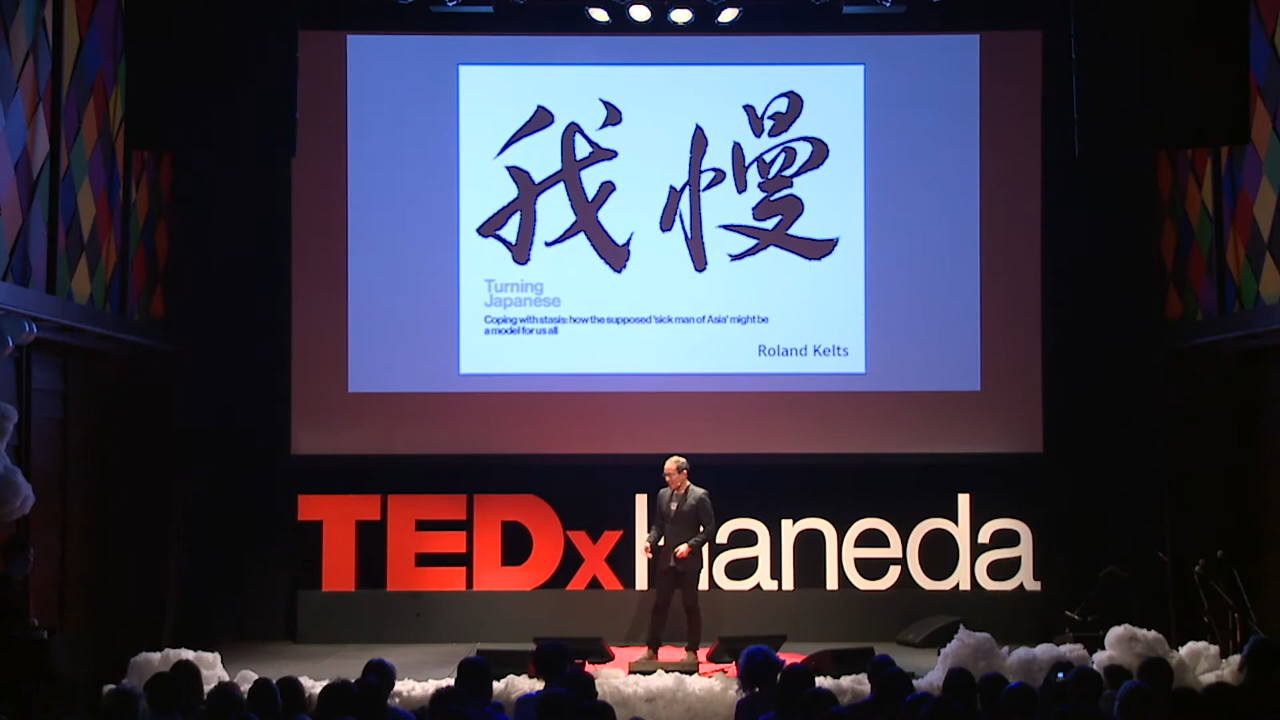 我慢
Turning
Japanese
Coping with stasis: how the supposed 'sick man of Asia' might be
a model for us all
Roland Kelts
TEDxHaneda